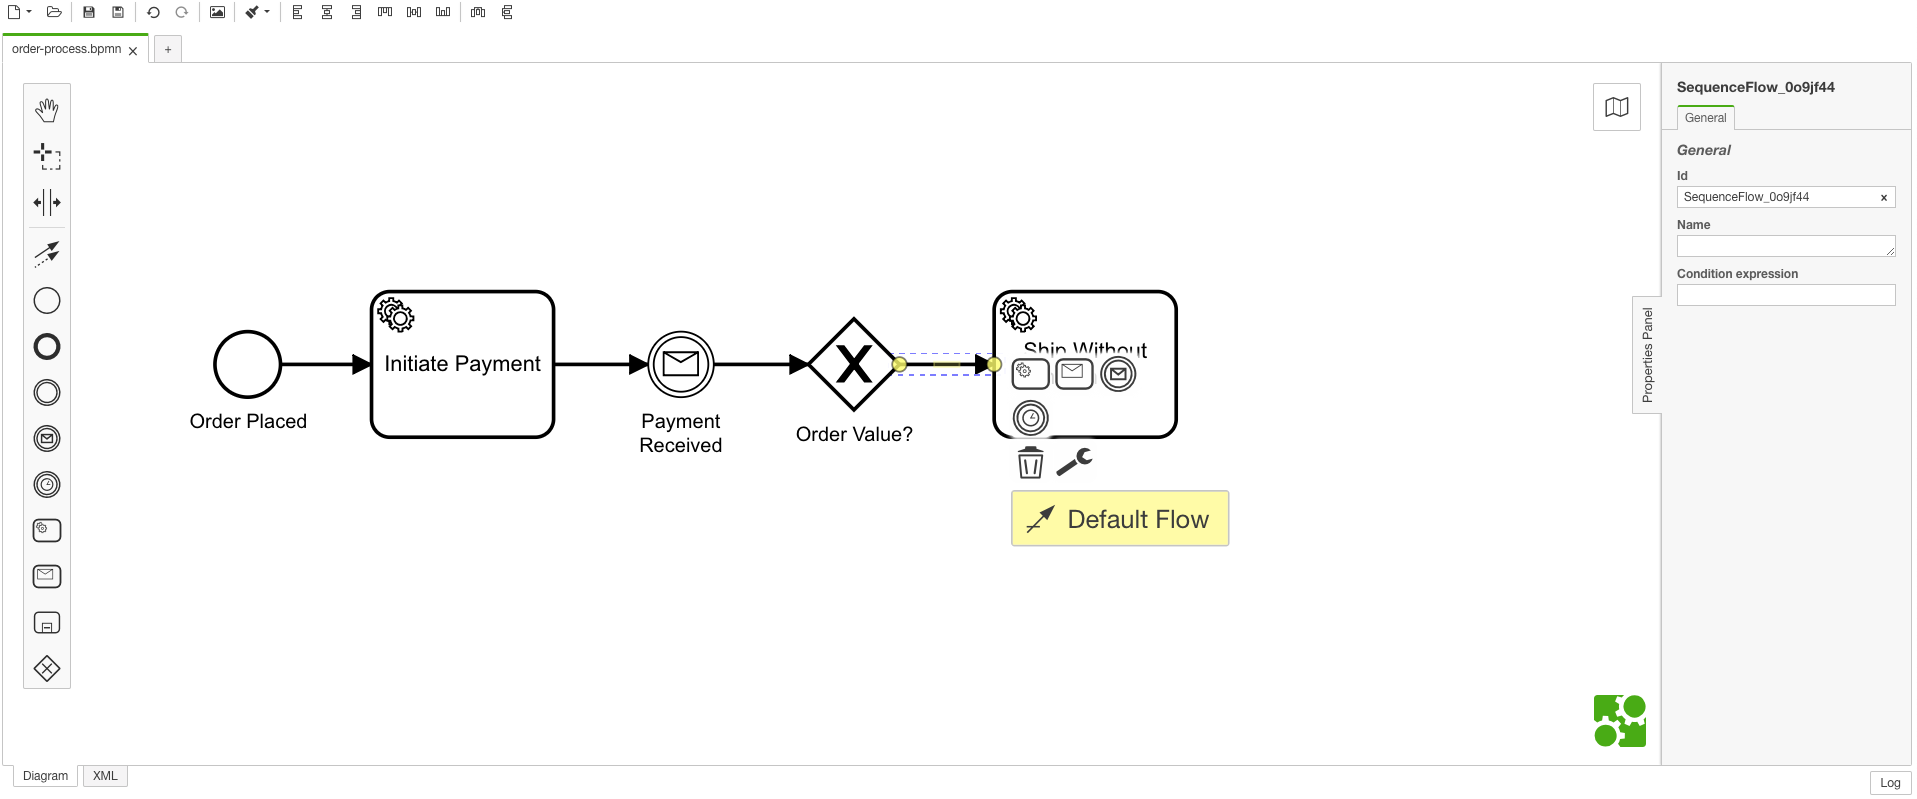 order-process.bpmn
+
SequenceFlow_0o9jf44
General
General
Id
SequenceFlow_0o9jf44
Name
Condition expression
Properties Panel
Initiate Payment
Ship Without
Order Placed
Payment
Received
Order Value?
Default Flow
Diagram
XML
Log